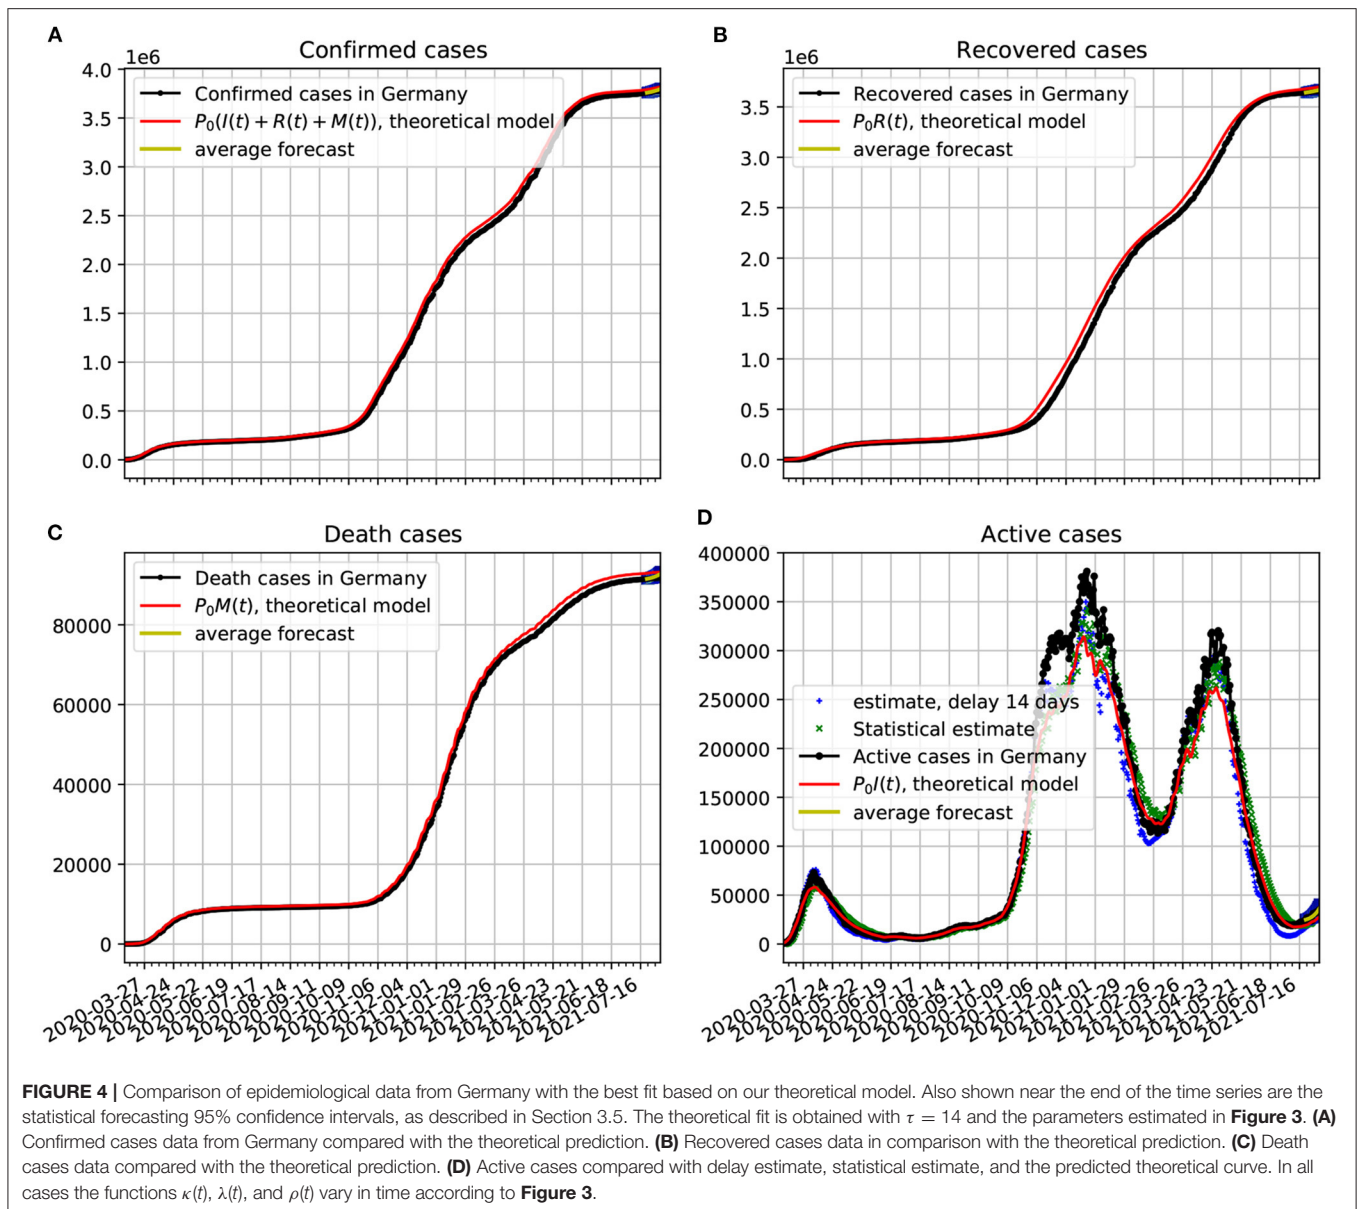 A
Confirmed cases
1e6
4.0
3.5
3.0
2.5
2.0
1.5
1.0
0.5
0.0
Confirmed cases in Germany
P₀(I(t) + R(t) + M(t)), theoretical model
average forecast
B
Recovered cases
1e6
3.5
3.0
2.5
2.0
1.5
1.0
0.5
0.0
Recovered cases in Germany
P₀R(t), theoretical model
average forecast
C
Death cases
80000
60000
40000
20000
0
Death cases in Germany
P₀M(t), theoretical model
average forecast
2020-03-27
2020-04-24
2020-05-22
2020-06-19
2020-07-17
2020-08-14
2020-09-11
2020-10-09
2020-11-06
2020-12-04
2021-01-01
2021-01-29
2021-02-26
2021-03-26
2021-04-23
2021-05-21
2021-06-18
2021-07-16
D
Active cases
400000
350000
300000
250000
200000
150000
100000
50000
0
estimate, delay 14 days
Statistical estimate
Active cases in Germany
P₀I(t), theoretical model
average forecast
2020-03-27
2020-04-24
2020-05-22
2020-06-19
2020-07-17
2020-08-14
2020-09-11
2020-10-09
2020-11-06
2020-12-04
2021-01-01
2021-01-29
2021-02-26
2021-03-26
2021-04-23
2021-05-21
2021-06-18
2021-07-16
FIGURE 4 | Comparison of epidemiological data from Germany with the best fit based on our theoretical model. Also shown near the end of the time series are the
statistical forecasting 95% confidence intervals, as described in Section 3.5. The theoretical fit is obtained with τ = 14 and the parameters estimated in Figure 3. (A)
Confirmed cases data from Germany compared with the theoretical prediction. (B) Recovered cases data in comparison with the theoretical prediction. (C) Death
cases data compared with the theoretical prediction. (D) Active cases compared with delay estimate, statistical estimate, and the predicted theoretical curve. In all
cases the functions κ(t), λ(t), and ρ(t) vary in time according to Figure 3.